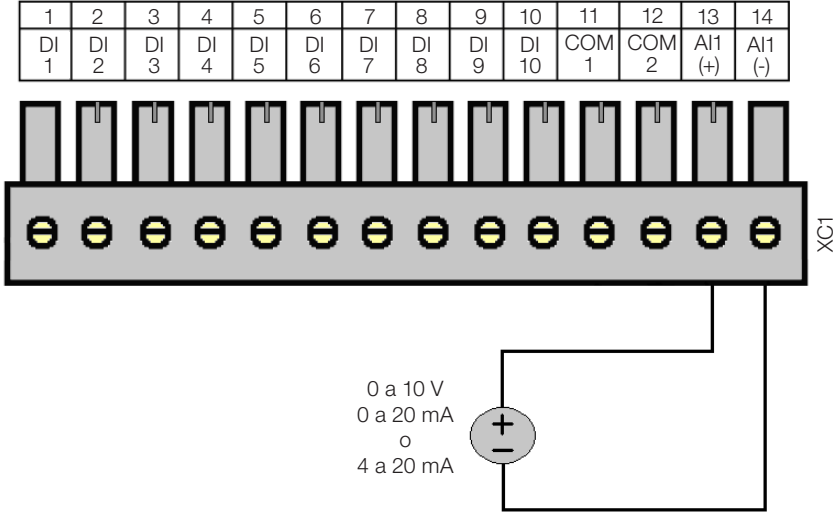 1 2 3 4 5 6 7 8 9 10 11 12 13 14
DI DI DI DI DI DI DI DI DI DI COM COM AI1 AI1
1 2 3 4 5 6 7 8 9 10 1 2 (+) (-)
XC1
0 a 10 V
0 a 20 mA
o
4 a 20 mA
+
−